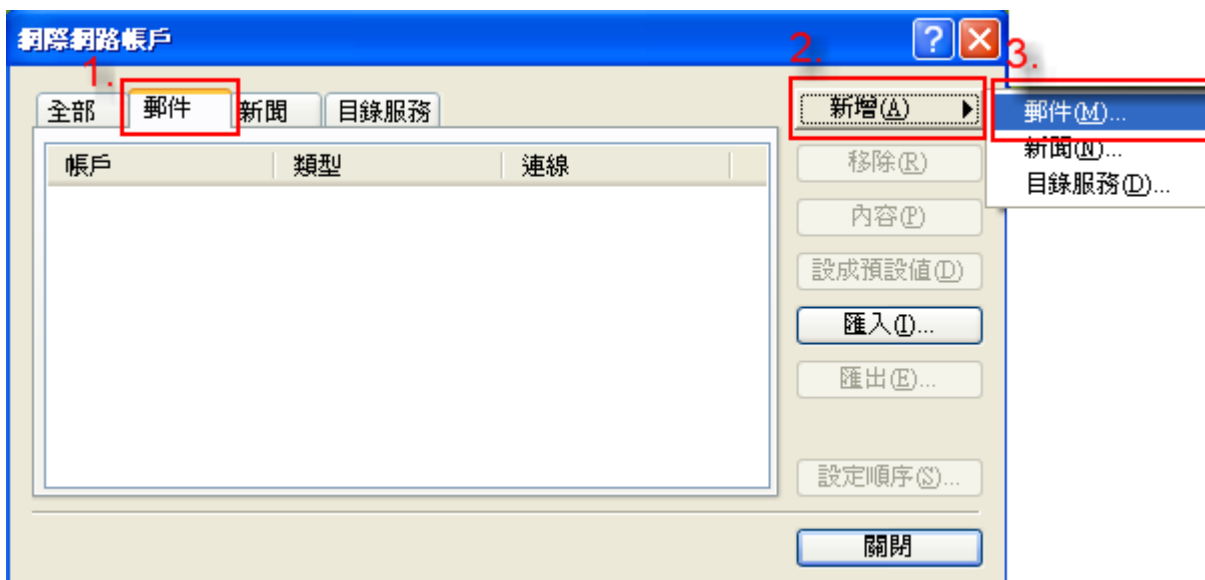 網際網路帳戶
1.
2.
3.
全部 郵件 新聞 目錄服務
新增(A)
郵件(M)...
新聞(N)...
目錄服務(D)...
帳戶 類型 連線
移除(R)
內容(P)
設成預設值(D)
匯入(I)...
匯出(E)...
設定順序(S)...
關閉